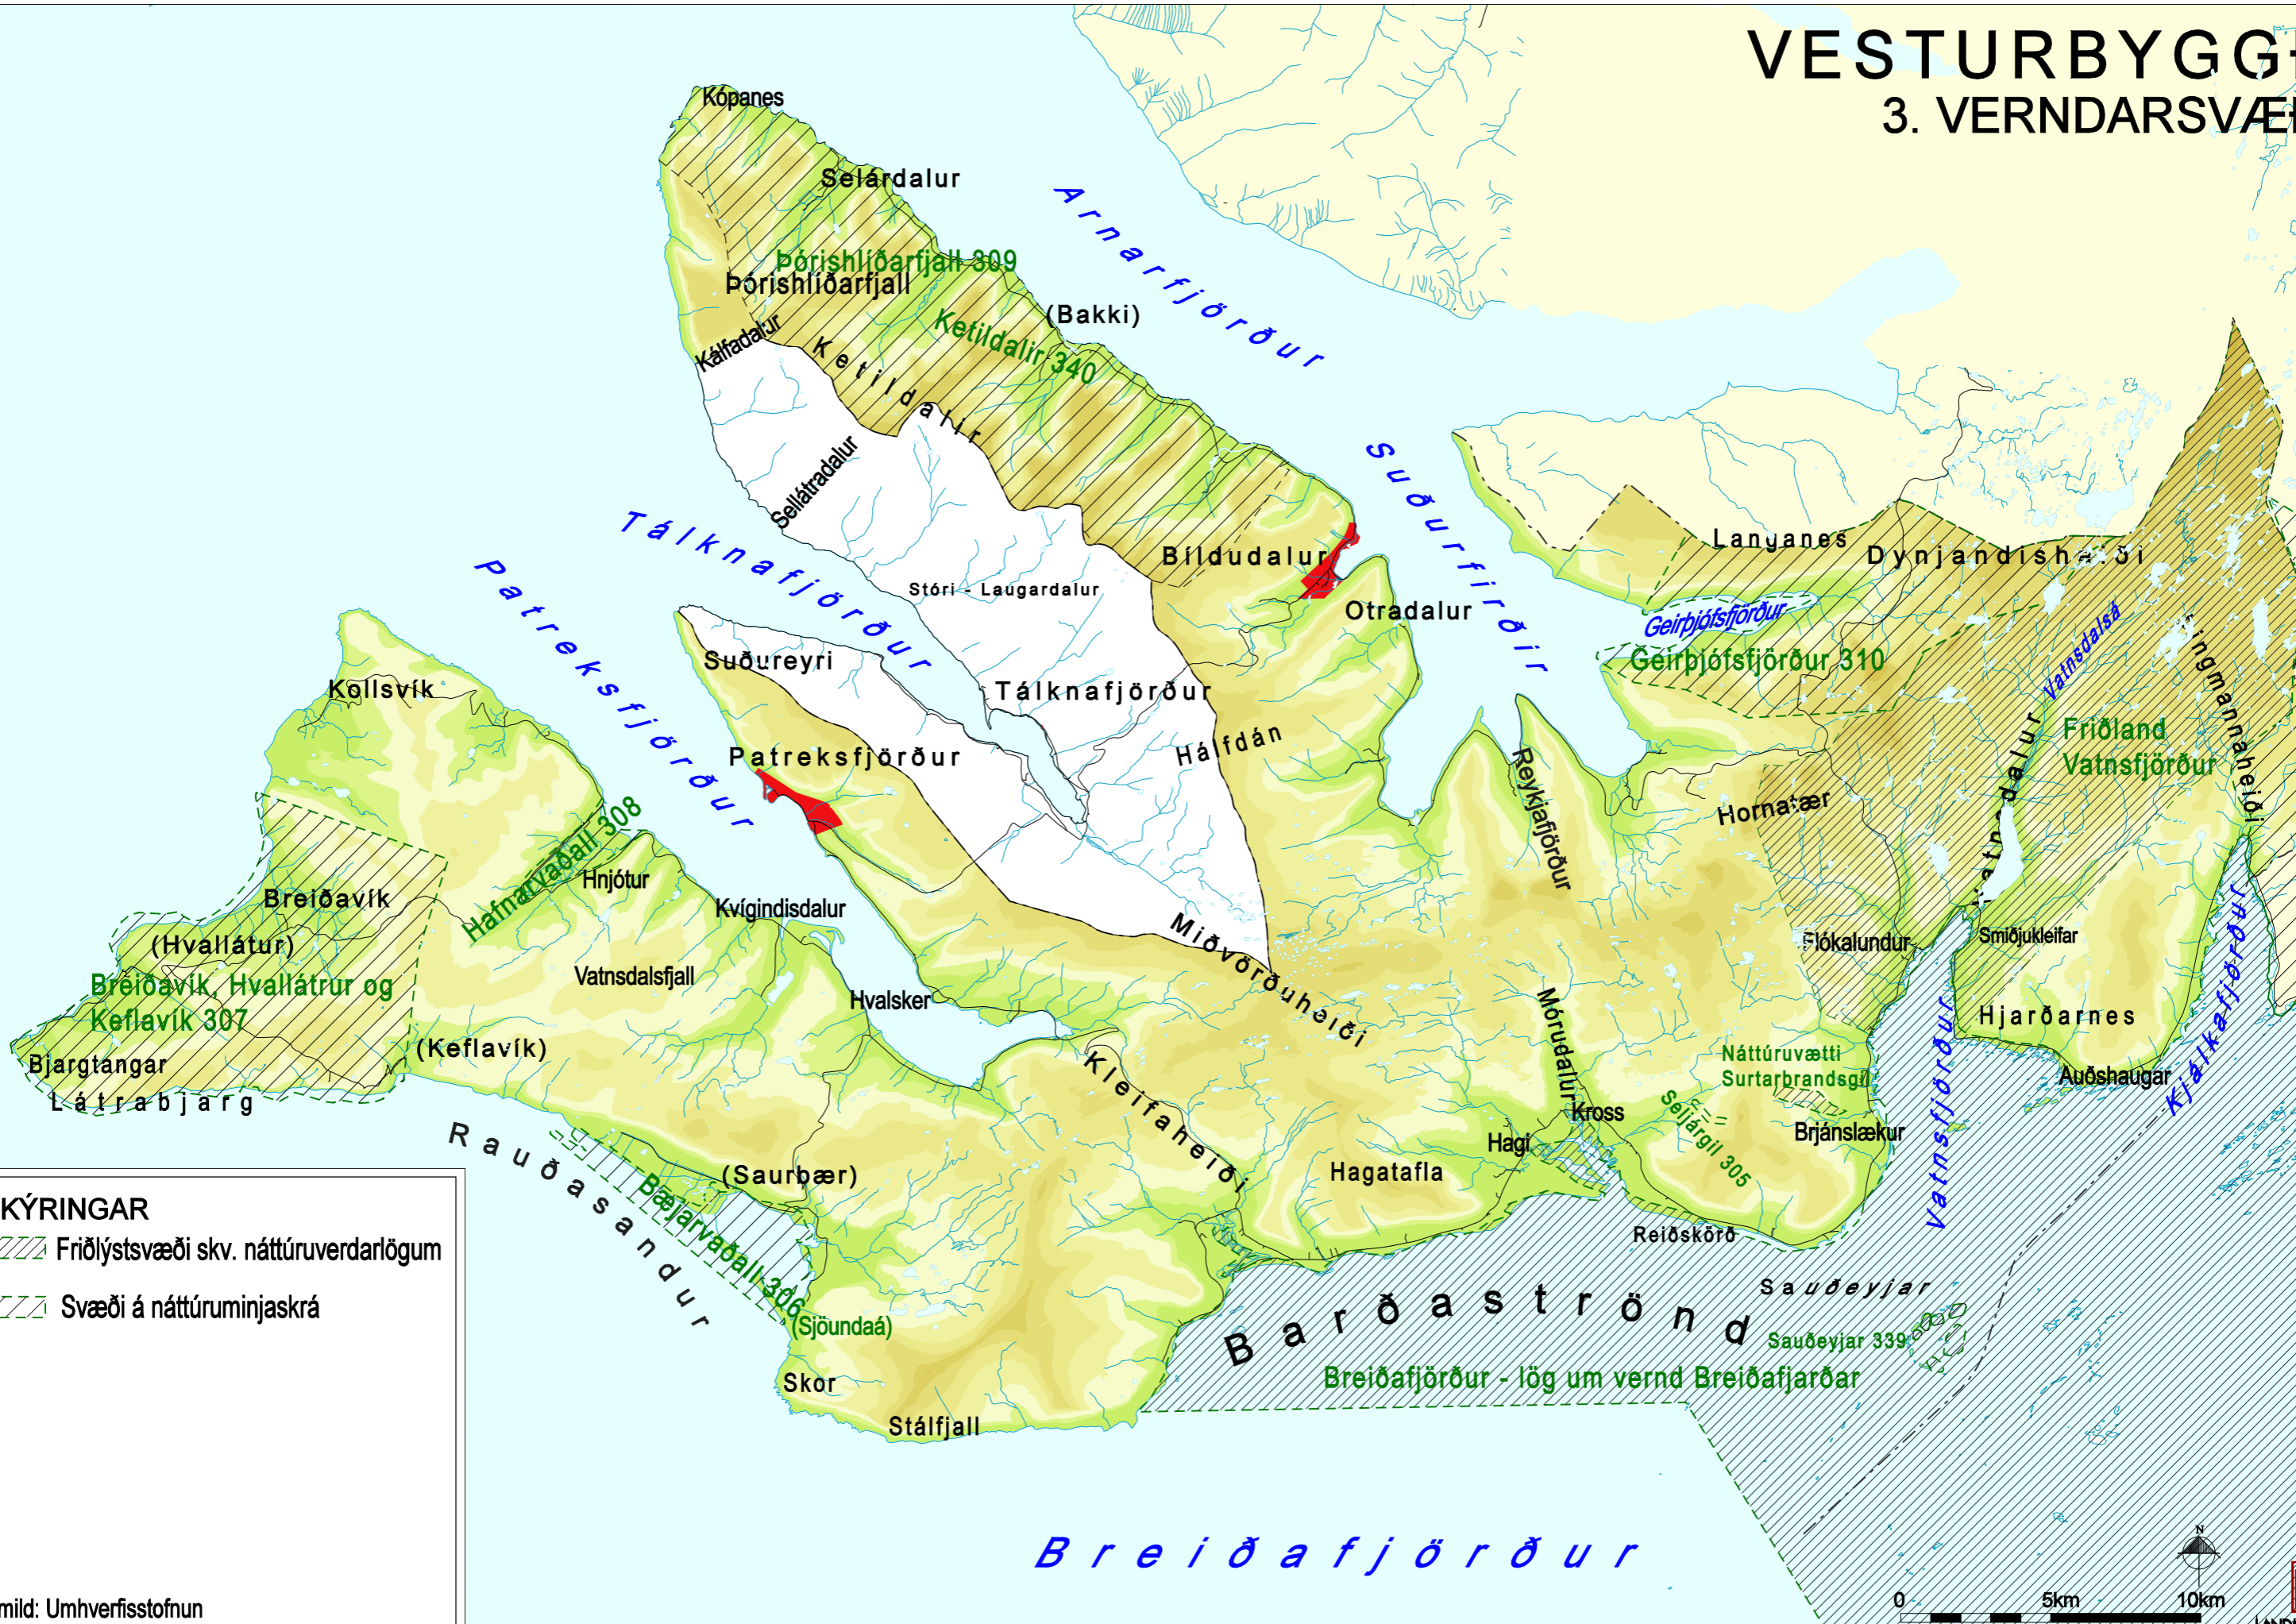 VESTURBYGGÐ
3. VERNDARSVÆÐ
Kópanes
Selárdalur
Arnarfjörður
Þórishlíðarfjall 309
Þórishlíðarfjall
(Bakki)
Ketildalir 340
Kálfadalur
Ketildalir
Suðurfirðir
Sellátradalur
Tálknafjörður
Langanes
Dynjandisheiði
Bíldudalur
Patreksfjörður
Stóri - Laugardalur
Otradalur
Geirþjófsfjörður
Geirþjófsfjörður 310
Vatnsdalsá
Suðureyri
Kollsvík
Tálknafjörður
Hálfdán
Patreksfjörður
Friðland
Vatnsfjörður
Vatnsdalur
Þingmannaheiði
Reykjafjörður
Hornatær
Hafnarvaðall 308
Hnjótur
Breiðavík
Kvígindisdalur
(Hvallátur)
Miðvörðuheiði
Flókalundur
Smiðjukleifar
Kjálkafjörður
Vatnsdalsfjall
Breiðavík, Hvallátrur og
Keflavík 307
Hvalsker
Mórudalur
Hjarðarnes
Vatnsfjörður
(Keflavík)
Bjargtangar
Látrabjarg
Kleifaheiði
Náttúruvætti
Surtarbrandsgil
Auðshaugar
Kross
Seljárgil 305
Hagi
Brjánslækur
Rauðasandur
(Saurbær)
Hagatafla
Bæjarvaðall 306
Reiðskörð
KÝRINGAR
Friðlýstsvæði skv. náttúruverdarlögum
Svæði á náttúruminjaskrá
Barðaströnd
Sauðeyjar
(Sjöundaá)
Sauðeyjar 339
Breiðafjörður - lög um vernd Breiðafjarðar
Skor
Stálfjall
Breiðafjörður
N
0 5km 10km
mild: Umhverfisstofnun